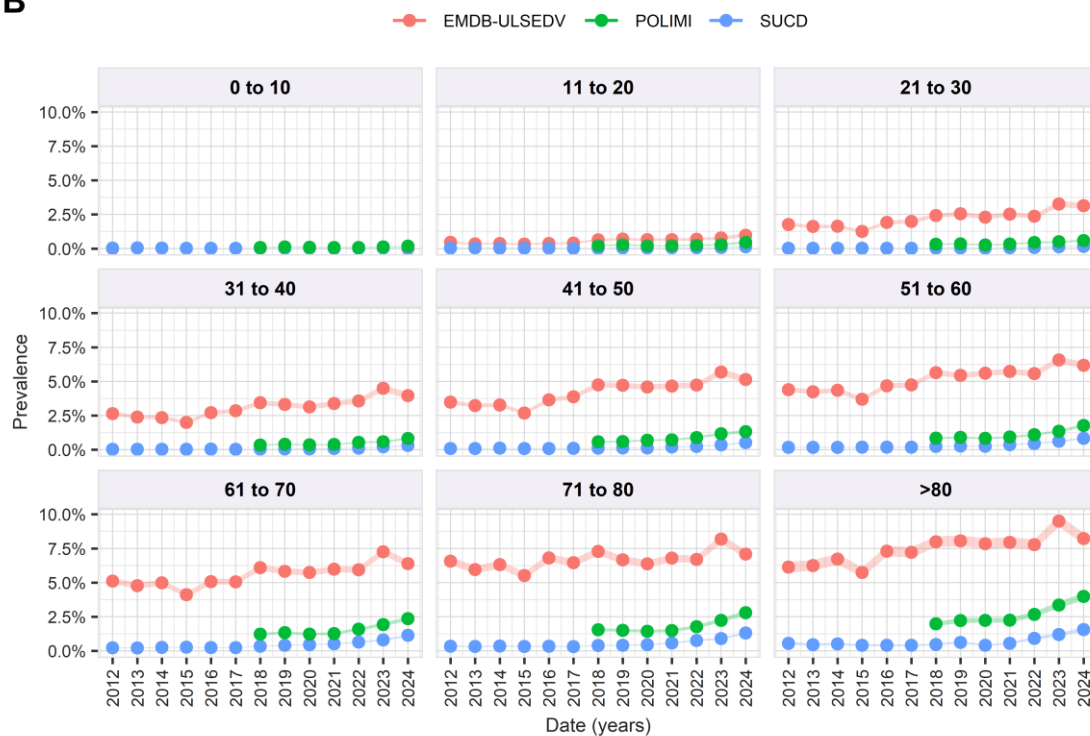 B
EMDB-ULSEDV POLIMI SUCD
0 to 10 11 to 20 21 to 30
10.0%
7.5%
5.0%
2.5%
0.0%
31 to 40 41 to 50 51 to 60
10.0%
7.5%
5.0%
2.5%
0.0%
Prevalence
61 to 70 71 to 80 >80
10.0%
7.5%
5.0%
2.5%
0.0%
2012 2013 2014 2015 2016 2017 2018 2019 2020 2021 2022 2023 2024 2012 2013 2014 2015 2016 2017 2018 2019 2020 2021 2022 2023 2024 2012 2013 2014 2015 2016 2017 2018 2019 2020 2021 2022 2023 2024
Date (years)